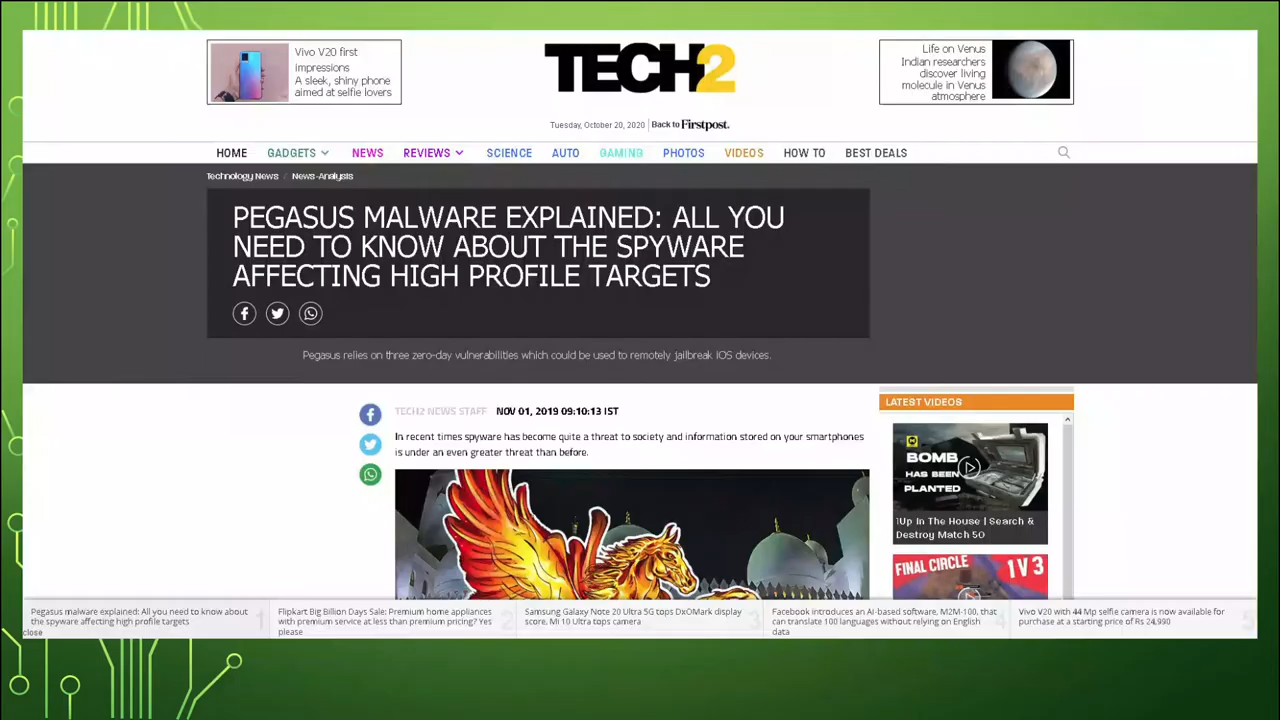 Vivo V20 first
impressions
A sleek, shiny phone
aimed at selfie lovers
TECH2
Life on Venus
Indian researchers
discover living
molecule in Venus
atmosphere
Tuesday, October 20, 2020 | Back to Firstpost.
HOME GADGETS NEWS REVIEWS SCIENCE AUTO GAMING PHOTOS VIDEOS HOW TO BEST DEALS
Technology News / News-Analysis
PEGASUS MALWARE EXPLAINED: ALL YOU
NEED TO KNOW ABOUT THE SPYWARE
AFFECTING HIGH PROFILE TARGETS
Pegasus relies on three zero-day vulnerabilities which could be used to remotely jailbreak iOS devices.
TECH2 NEWS STAFF NOV 01, 2019 09:10:13 IST
In recent times spyware has become quite a threat to society and information stored on your smartphones
is under an even greater threat than before.
LATEST VIDEOS
BOMB
HAS BEEN
PLANTED
1Up In The House | Search &
Destroy Match 50
FINAL CIRCLE 1 V 3
Pegasus malware explained: All you need to know about
the spyware affecting high profile targets
1
close
Flipkart Big Billion Days Sale: Premium home appliances
with premium service at less than premium pricing? Yes
please
2
Samsung Galaxy Note 20 Ultra 5G tops DxOMark display
score, Mi 10 Ultra tops camera
3
Facebook introduces an AI-based software, M2M-100, that
can translate 100 languages without relying on English
data
4
Vivo V20 with 44 Mp selfie camera is now available for
purchase at a starting price of Rs 24,990
5